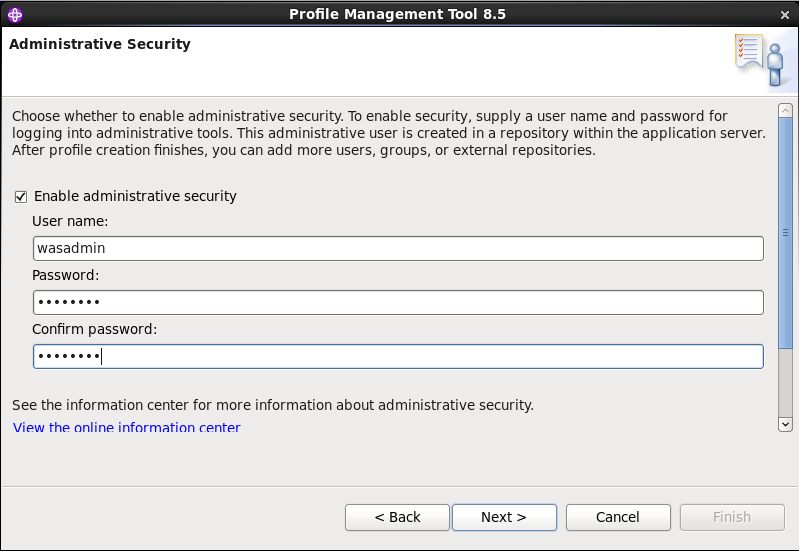 Profile Management Tool 8.5
Administrative Security
Choose whether to enable administrative security. To enable security, supply a user name and password for
logging into administrative tools. This administrative user is created in a repository within the application server.
After profile creation finishes, you can add more users, groups, or external repositories.
Enable administrative security
User name:
wasadmin
Password:
••••••••
Confirm password:
••••••••
See the information center for more information about administrative security.
View the online information center
< Back
Next >
Cancel
Finish